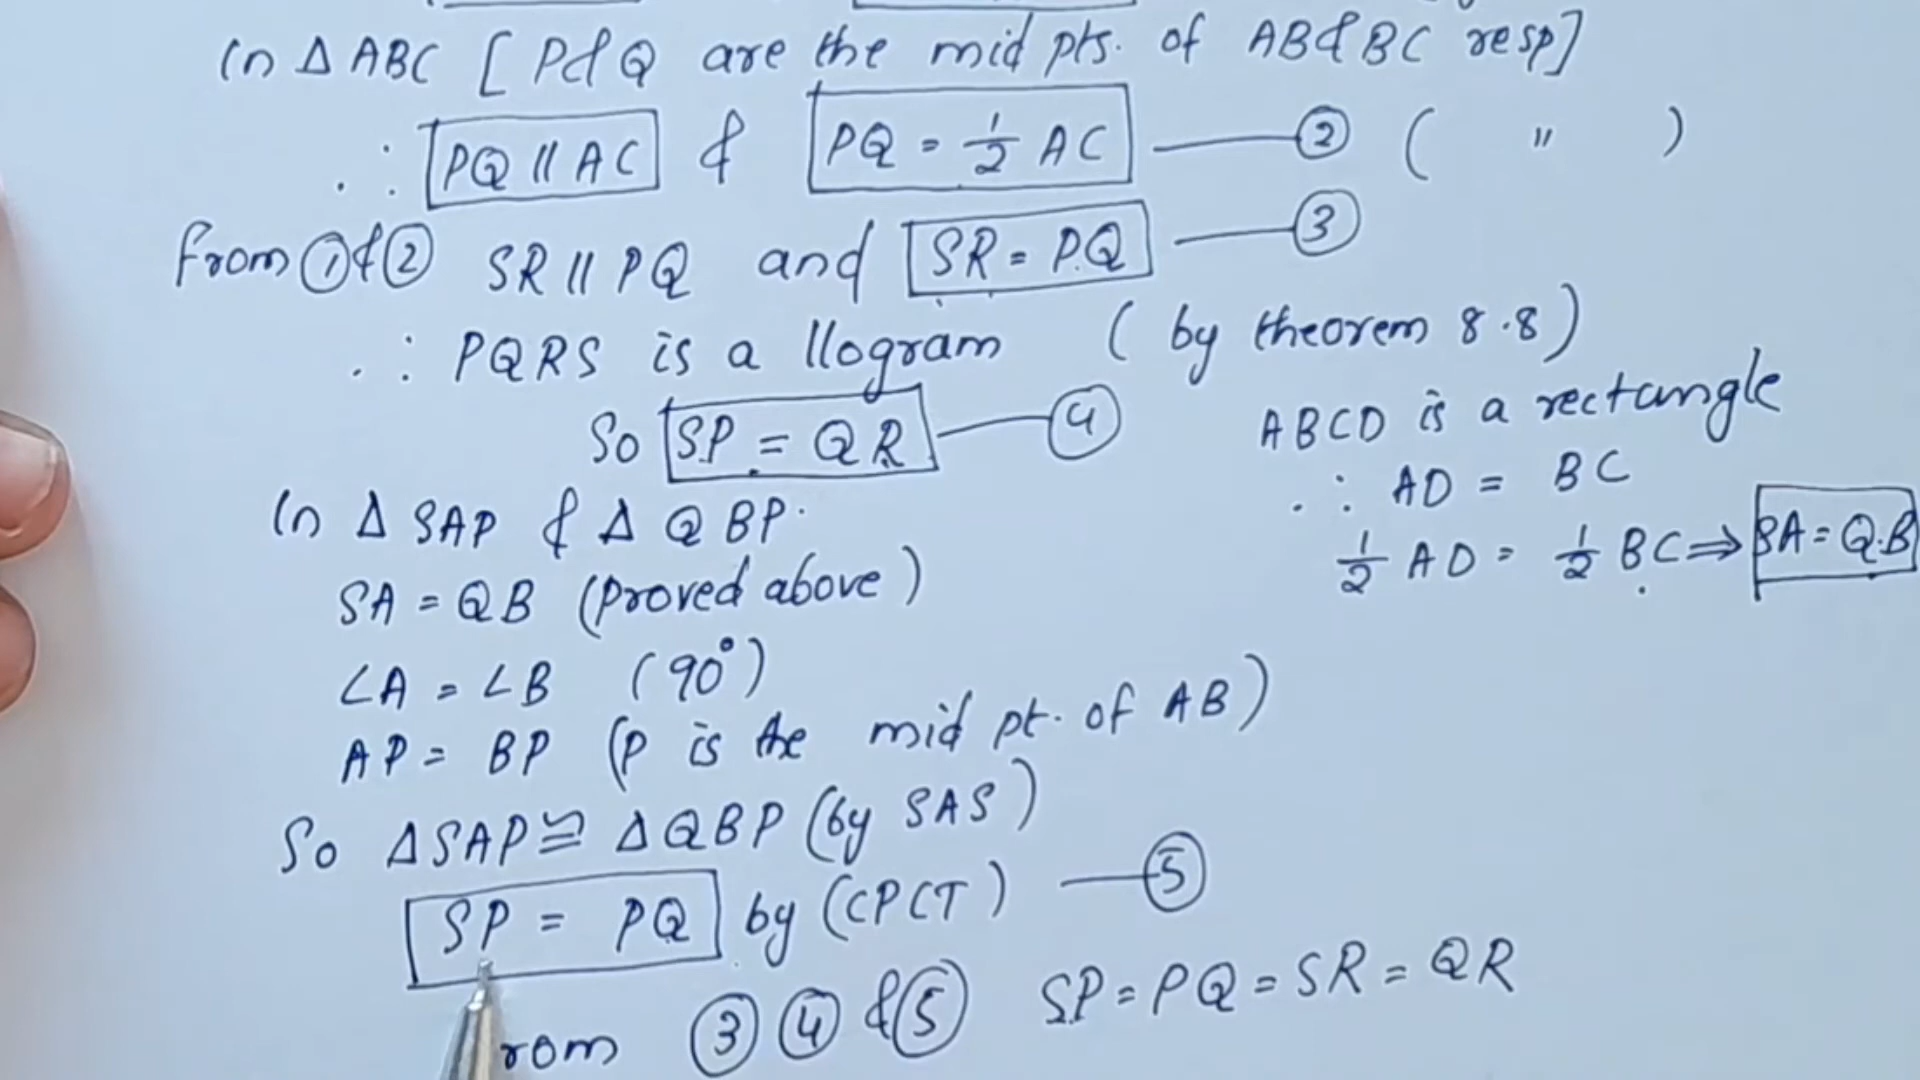 In Δ ABC [P & Q are the mid pts. of AB & BC resp]
∴ PQ || AC & PQ = 1/2 AC —— ② ( " )
From ① & ② SR || PQ and SR = PQ —— ③
∴ PQRS is a llogram ( by theorem 8.8)
So SP = QR —— ④
ABCD is a rectangle
∴ AD = BC
1/2 AD = 1/2 BC ⇒ SA = QB
In Δ SAP & Δ QBP.
SA = QB (Proved above)
∠A = ∠B (90°)
AP = BP (P is the mid pt. of AB)
So ΔSAP ≅ ΔQBP (by SAS)
SP = PQ by (CPCT) —— ⑤
rom ③ ④ & ⑤ SP = PQ = SR = QR